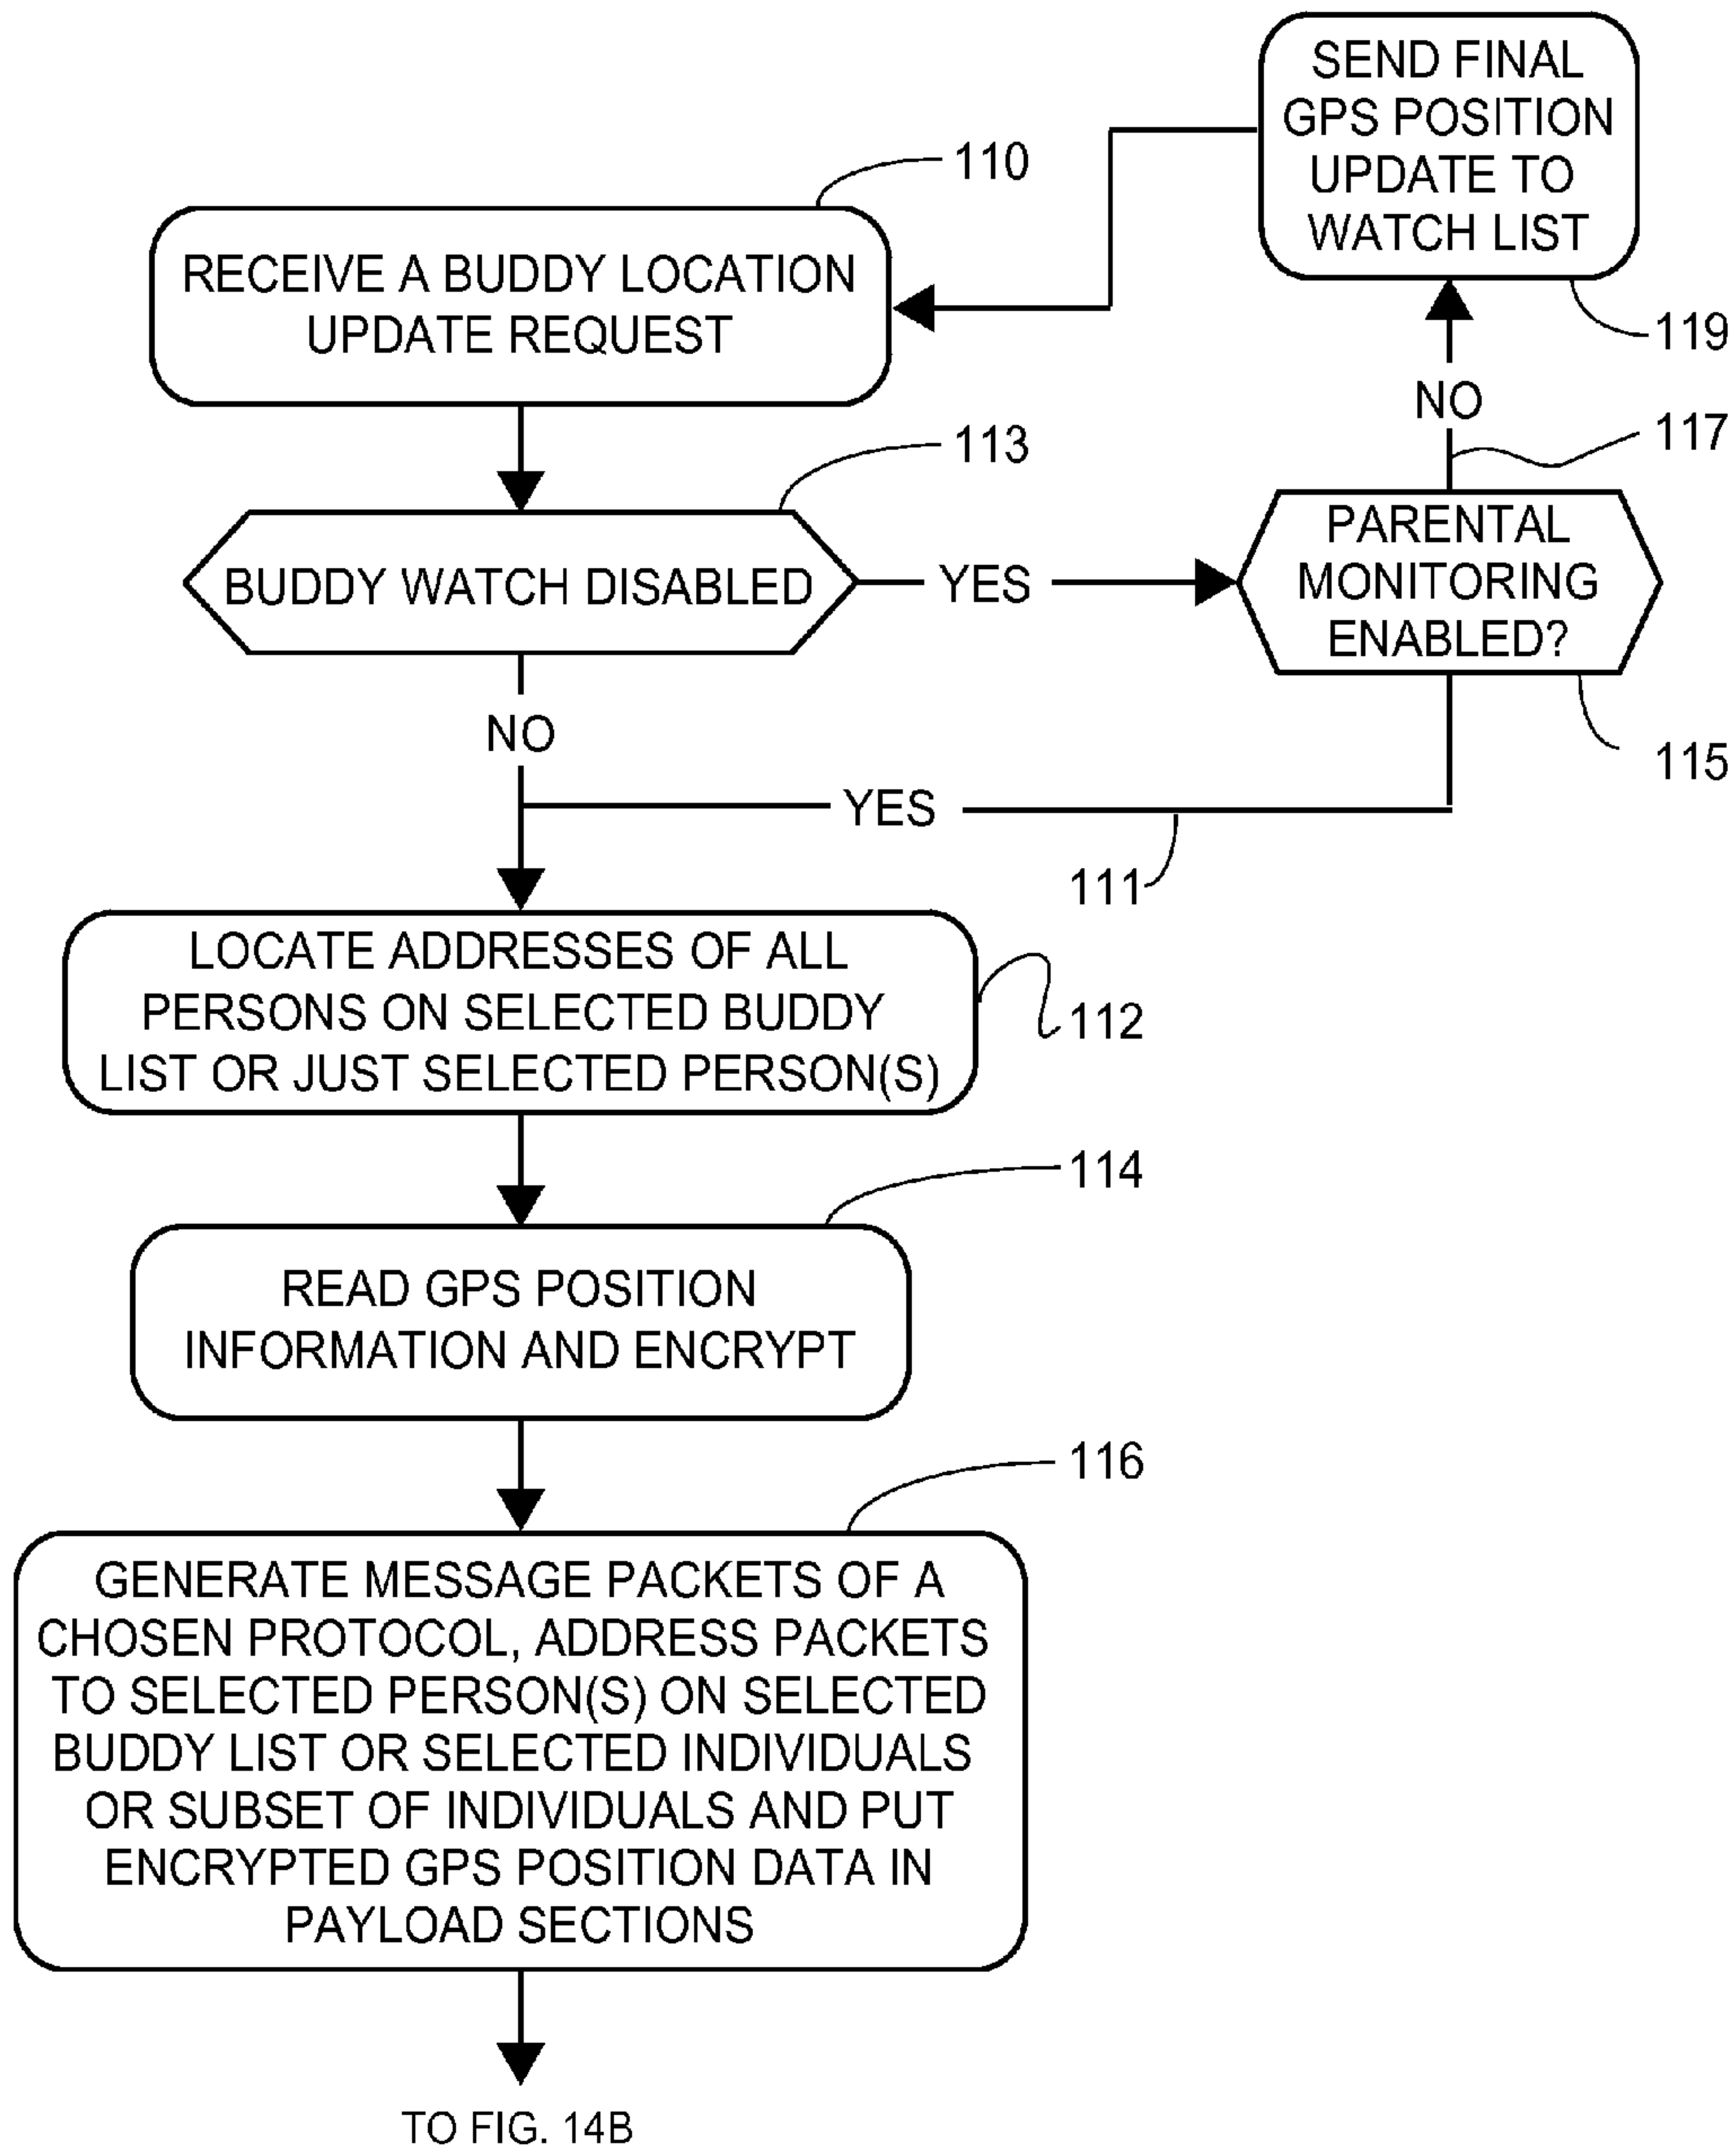 SEND FINAL
GPS POSITION
UPDATE TO
WATCH LIST
119
110
RECEIVE A BUDDY LOCATION
UPDATE REQUEST
NO
117
113
BUDDY WATCH DISABLED
YES
PARENTAL
MONITORING
ENABLED?
115
NO
YES
111
LOCATE ADDRESSES OF ALL
PERSONS ON SELECTED BUDDY
LIST OR JUST SELECTED PERSON(S)
112
114
READ GPS POSITION
INFORMATION AND ENCRYPT
116
GENERATE MESSAGE PACKETS OF A
CHOSEN PROTOCOL, ADDRESS PACKETS
TO SELECTED PERSON(S) ON SELECTED
BUDDY LIST OR SELECTED INDIVIDUALS
OR SUBSET OF INDIVIDUALS AND PUT
ENCRYPTED GPS POSITION DATA IN
PAYLOAD SECTIONS
TO FIG. 14B